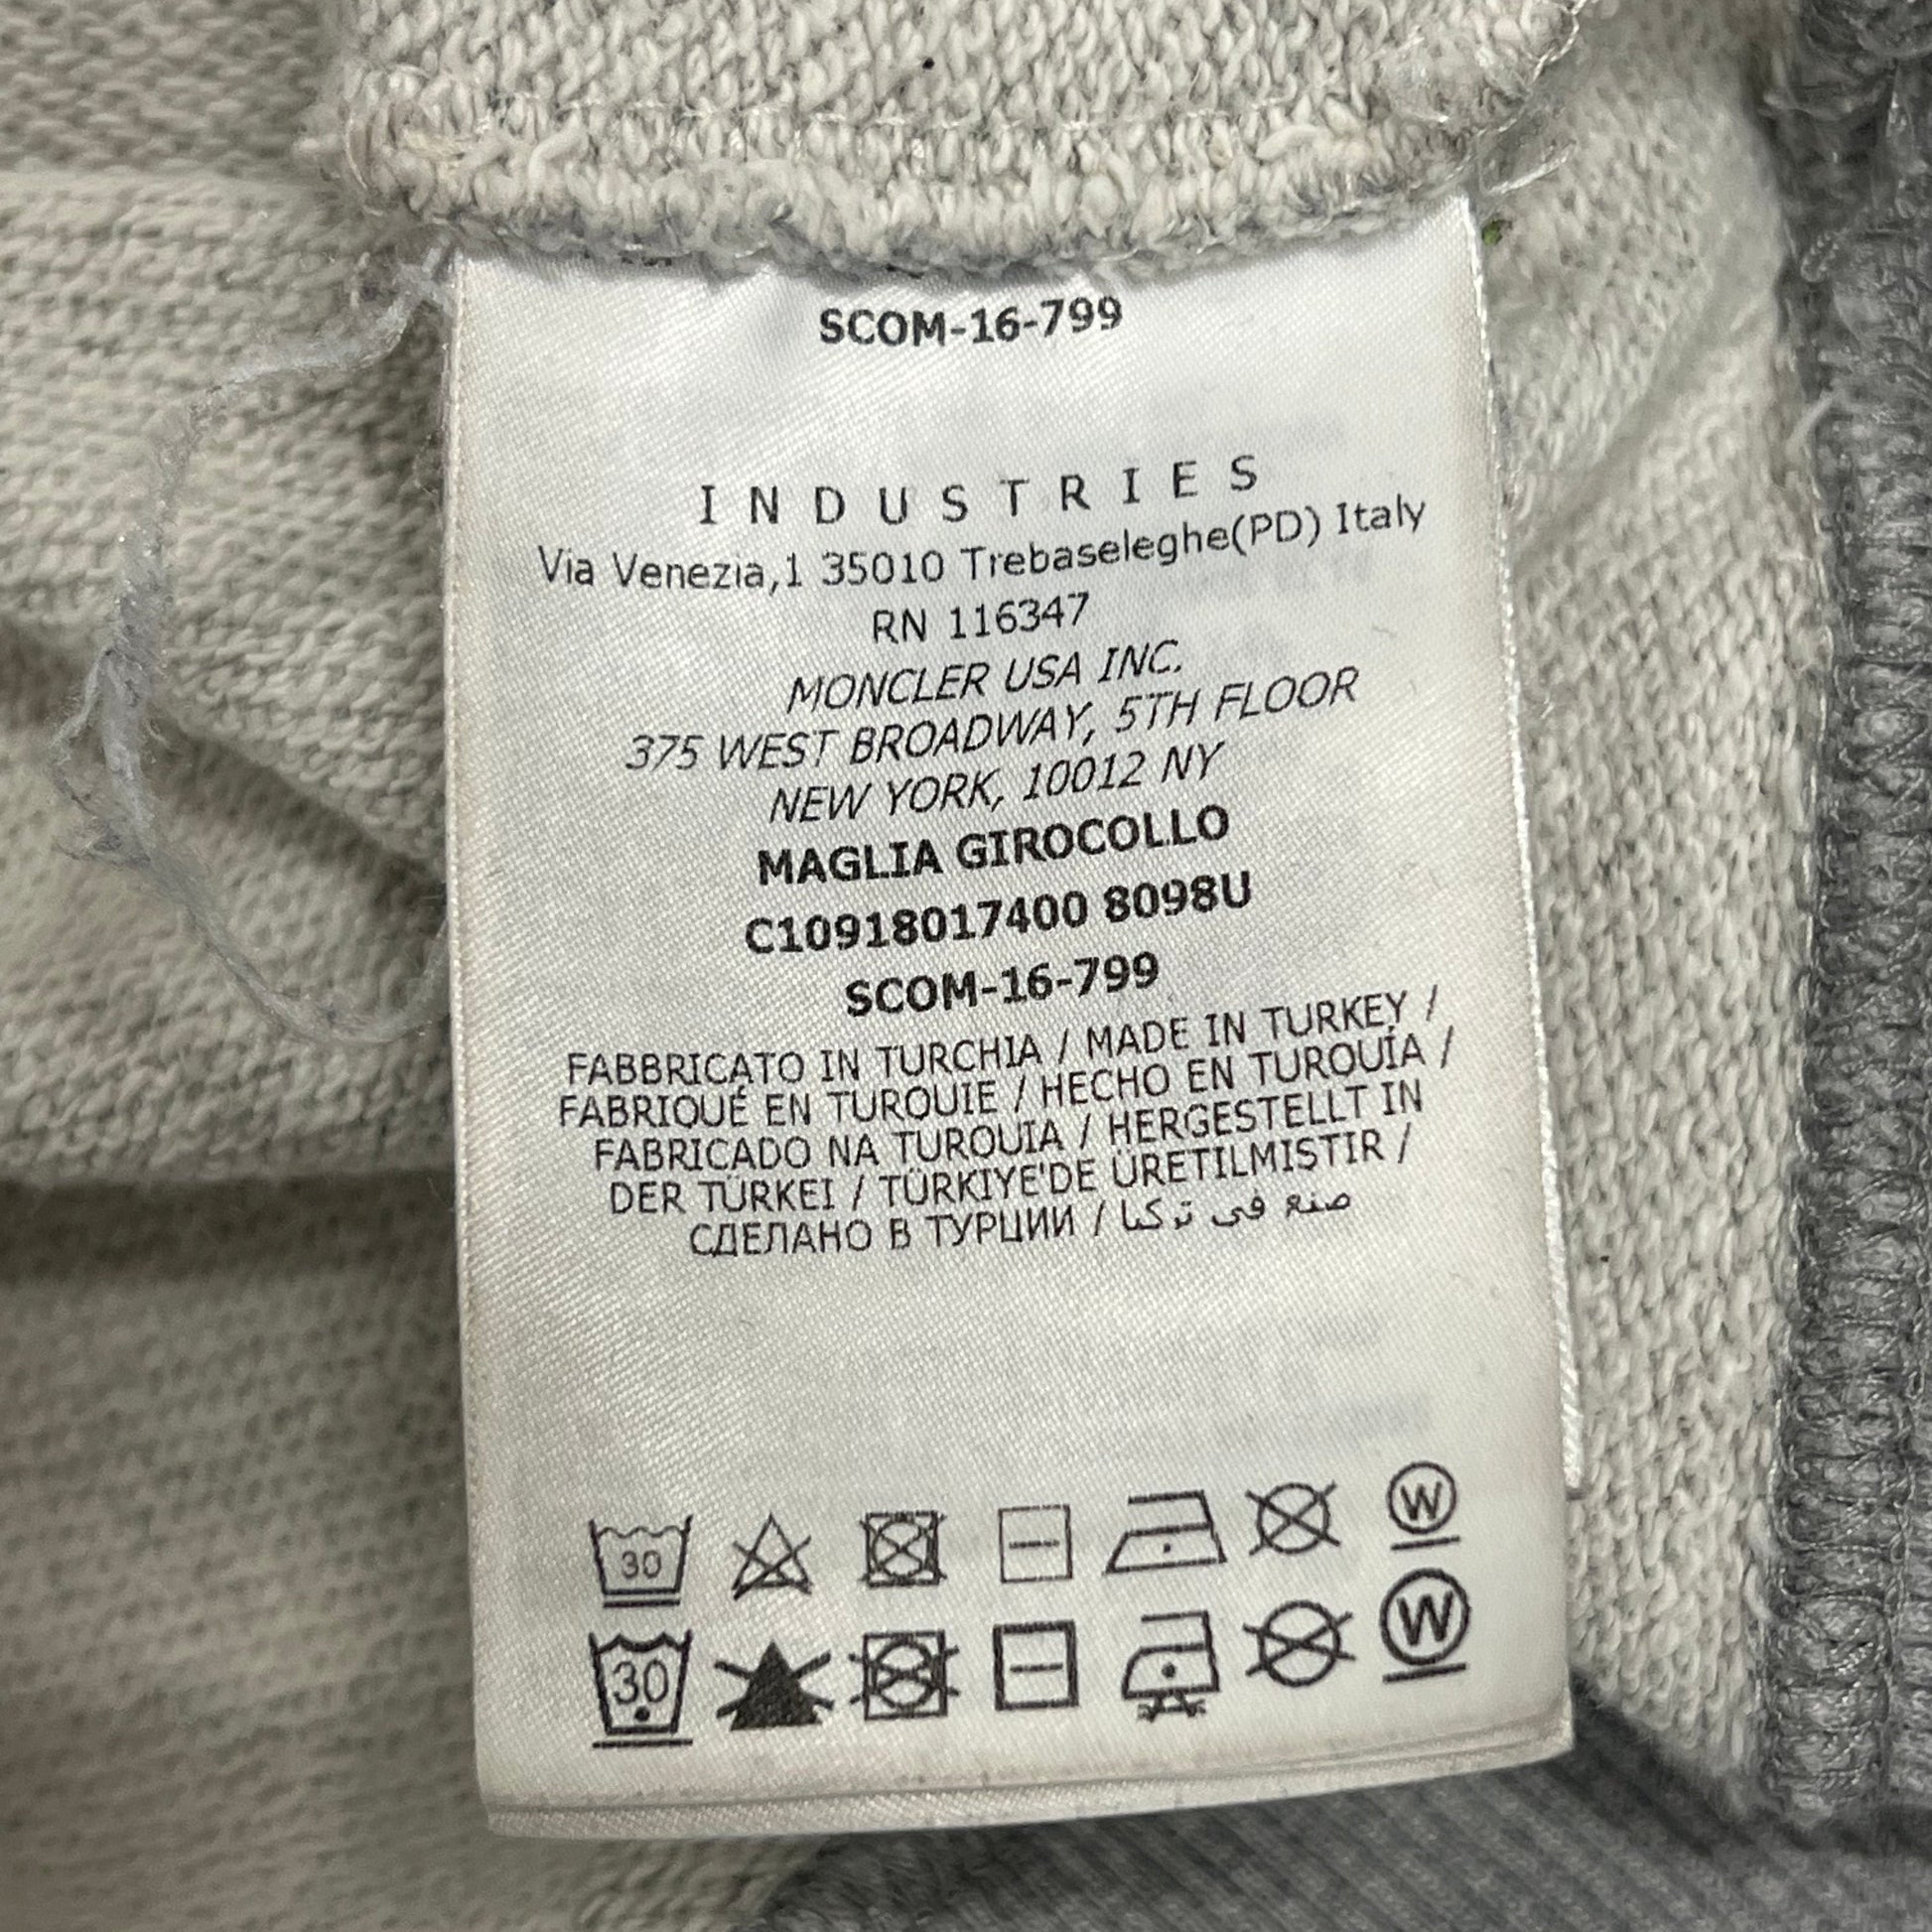 SCOM-16-799
INDUSTRIES
Via Venezia,1 35010 Trebaseleghe(PD) Italy
RN 116347
MONCLER USA INC.
375 WEST BROADWAY, 5TH FLOOR
NEW YORK, 10012 NY
MAGLIA GIROCOLLO
C10918017400 8098U
SCOM-16-799
FABBRICATO IN TURCHIA / MADE IN TURKEY /
FABRIQUÉ EN TURQUIE / HECHO EN TURQUÍA /
FABRICADO NA TURQUIA / HERGESTELLT IN
DER TÜRKEI / TÜRKIYE'DE ÜRETILMISTIR /
СДЕЛАНО В ТУРЦИИ / صنع في تركيا
30 W
30 W